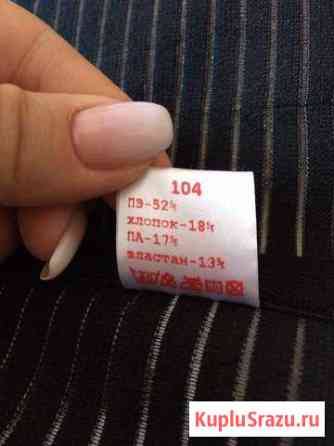 104
ПЭ-52%
хлопок-18%
ПА-17%
эластан-13%
KupluSrazu.ru